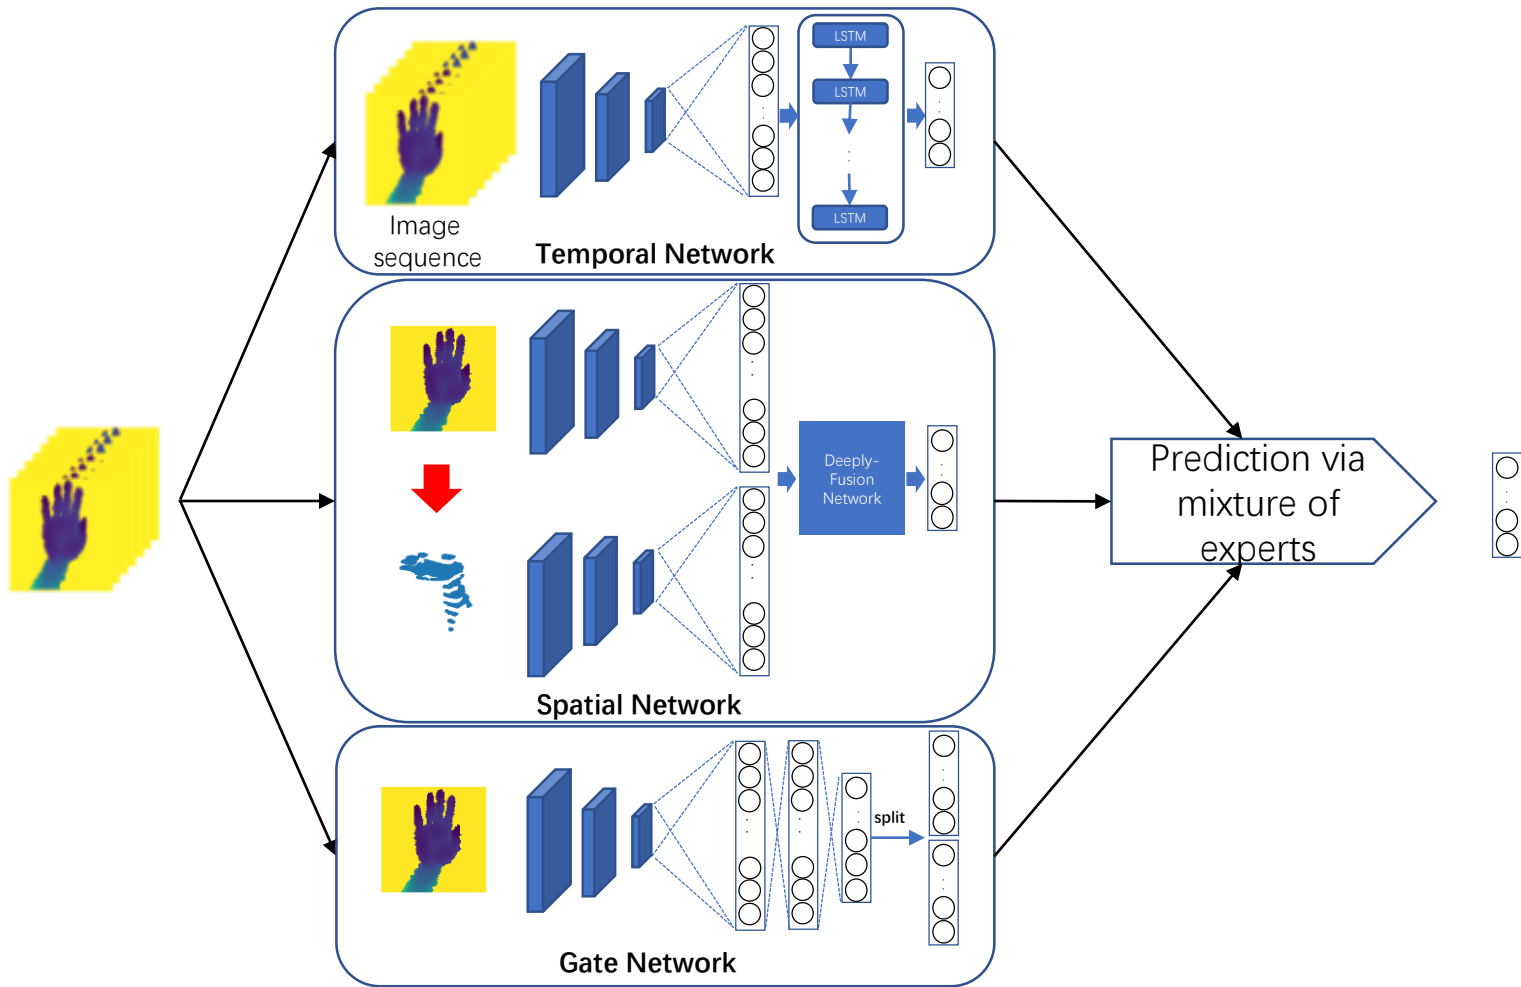 LSTM
LSTM
LSTM
Image
sequence
Temporal Network
Deeply-
Fusion
Network
Spatial Network
Prediction via
mixture of
experts
split
Gate Network